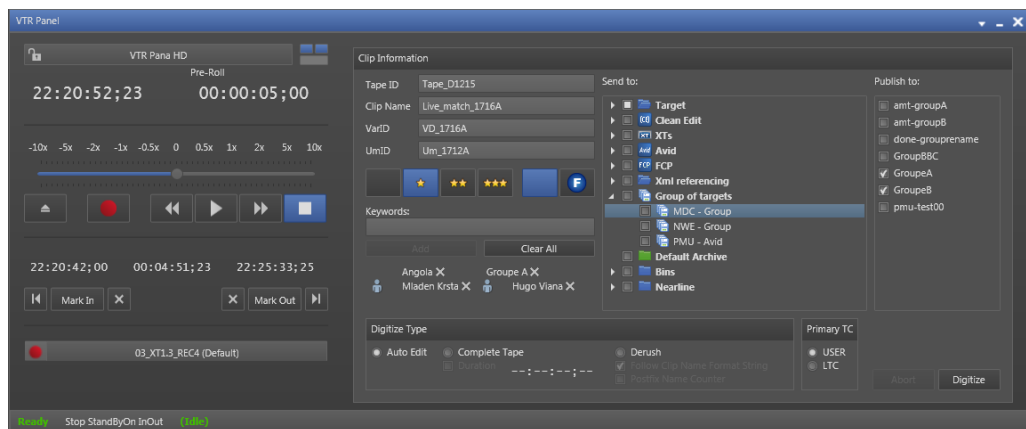 VTR Panel
VTR Pana HD
Pre-Roll
22:20:52;23 00:00:05;00
-10x -5x -2x -1x -0.5x 0 0.5x 1x 2x 5x 10x
22:20:42;00 00:04:51;23 22:25:33;25
Mark In
Mark Out
03_XT1.3_REC4 (Default)
Clip Information
Tape ID Tape_D1215
Clip Name Live_match_1716A
VarID VD_1716A
UmID Um_1712A
F
Keywords:
Add Clear All
Angola Groupe A
Mladen Krsta Hugo Viana
Send to:
Target
Clean Edit
XTs
Avid Avid
FCP FCP
Xml referencing
Group of targets
MDC - Group
NWE - Group
PMU - Avid
Default Archive
Bins
Nearline
Publish to:
amt-groupA
amt-groupB
done-grouprename
GroupBBC
GroupeA
GroupeB
pmu-test00
Digitize Type
Auto Edit Complete Tape Derush
Duration --:--:--;-- Follow Clip Name Format String
Postfix Name Counter
Primary TC
USER
LTC
Abort Digitize
Ready Stop StandByOn InOut (Idle)